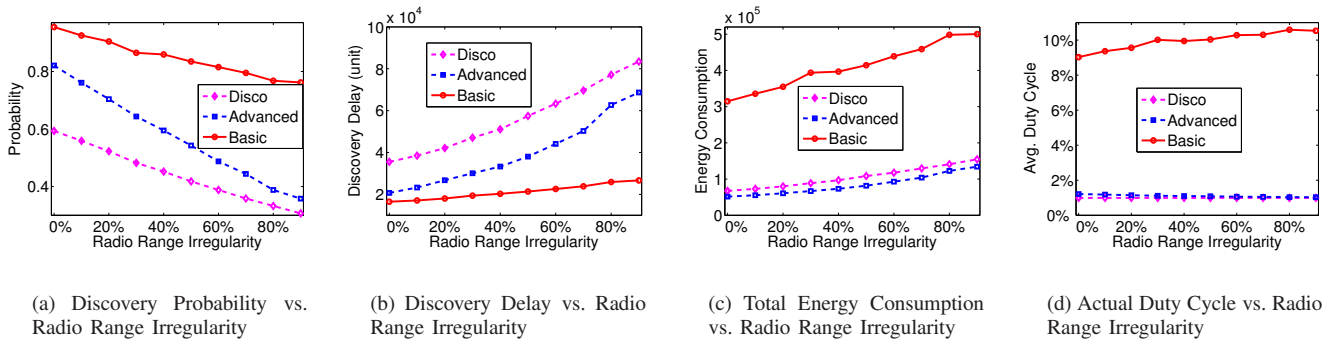 0.8
0.6
0.4
Probability
0% 20% 40% 60% 80%
Radio Range Irregularity
Disco
Advanced
Basic
(a) Discovery Probability vs.
Radio Range Irregularity
x 10⁴
10
8
6
4
2
Discovery Delay (unit)
0% 20% 40% 60% 80%
Radio Range Irregularity
Disco
Advanced
Basic
(b) Discovery Delay vs. Radio
Range Irregularity
x 10⁵
5
4
3
2
1
0
Energy Consumption
0% 20% 40% 60% 80%
Radio Range Irregularity
Disco
Advanced
Basic
(c) Total Energy Consumption
vs. Radio Range Irregularity
10%
8%
6%
4%
2%
0%
Avg. Duty Cycle
0% 20% 40% 60% 80%
Radio Range Irregularity
Disco
Advanced
Basic
(d) Actual Duty Cycle vs. Radio
Range Irregularity